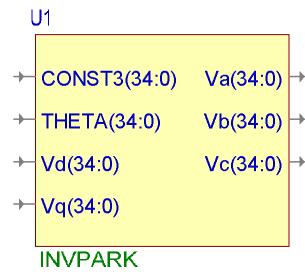 U1
CONST3(34:0) Va(34:0)
THETA(34:0) Vb(34:0)
Vd(34:0) Vc(34:0)
Vq(34:0)
INVPARK